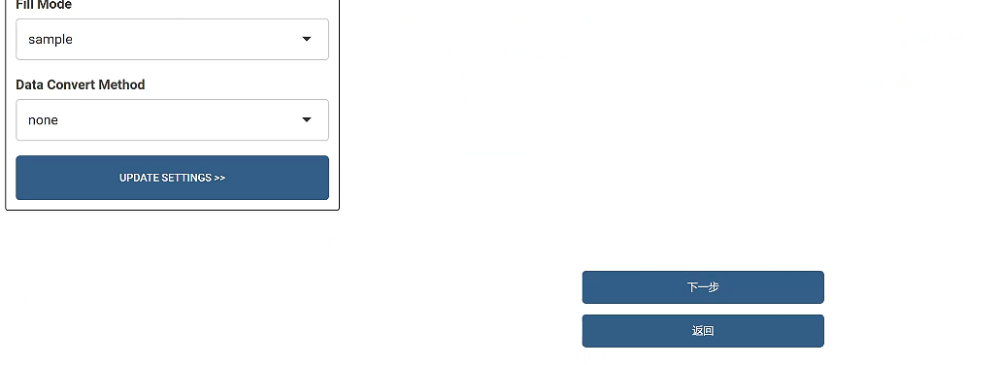 Fill Mode
sample
Data Convert Method
none
UPDATE SETTINGS >>
下一步
返回